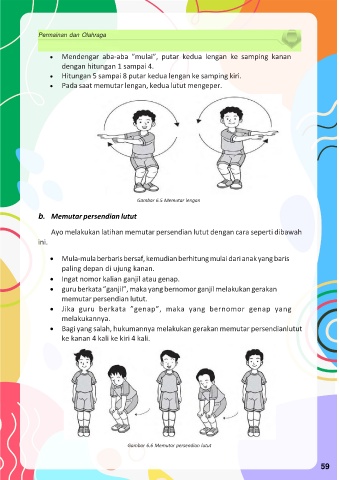 Permainan dan Olahraga
• Mendengar aba-aba "mulai", putar kedua lengan ke samping kanan
dengan hitungan 1 sampai 4.
• Hitungan 5 sampai 8 putar kedua lengan ke samping kiri.
• Pada saat memutar lengan, kedua lutut mengeper.
Gambar 6.5 Memutar lengan
b. Memutar persendian lutut
Ayo melakukan latihan memutar persendian lutut dengan cara seperti dibawah
ini.
• Mula-mula berbaris bersaf, kemudian berhitung mulai dari anak yang baris
paling depan di ujung kanan.
• Ingat nomor kalian ganjil atau genap.
• guru berkata "ganjil", maka yang bernomor ganjil melakukan gerakan
memutar persendian lutut.
• Jika guru berkata "genap", maka yang bernomor genap yang
melakukannya.
• Bagi yang salah, hukumannya melakukan gerakan memutar persendian lutut
ke kanan 4 kali ke kiri 4 kali.
Gambar 6.6 Memutar persendian lutut
59